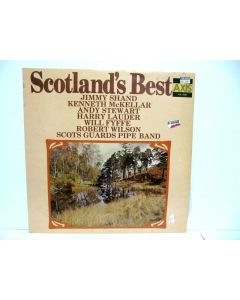 Scotland's Best
AXIS
JIMMY SHAND
KENNETH McKELLAR
ANDY STEWART
HARRY LAUDER
WILL FYFFE
ROBERT WILSON
SCOTS GUARDS PIPE BAND